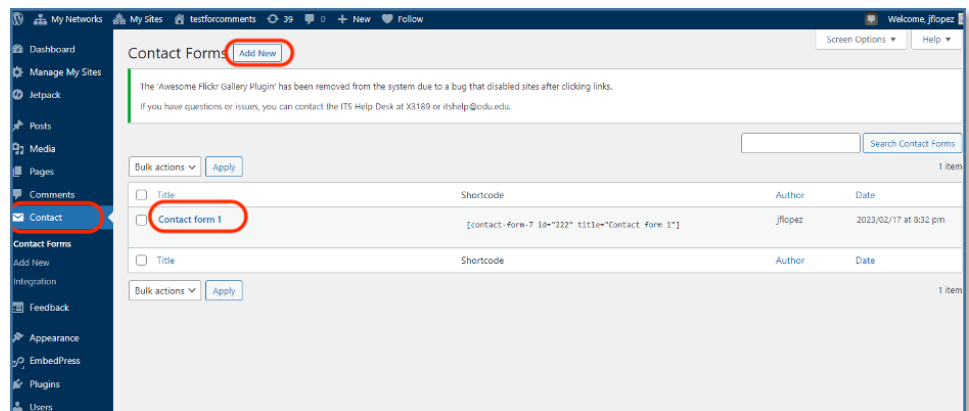 My Networks My Sites testforcomments 39 0 New Follow Welcome, jflopez
Screen Options Help
Dashboard
Manage My Sites
Jetpack
Posts
Media
Pages
Comments
Contact
Contact Forms
Add New
Integration
Feedback
Appearance
EmbedPress
Plugins
Users
Contact Forms Add New
The 'Awesome Flickr Gallery Plugin' has been removed from the system due to a bug that disabled sites after clicking links.
If you have questions or issues, you can contact the ITS Help Desk at X3189 or itshelp@odu.edu.
Search Contact Forms
Bulk actions Apply 1 item
Title Shortcode Author Date
Contact form 1 [contact-form-7 id="222" title="Contact form 1"] jflopez 2023/02/17 at 8:32 pm
Title Shortcode Author Date
Bulk actions Apply 1 item